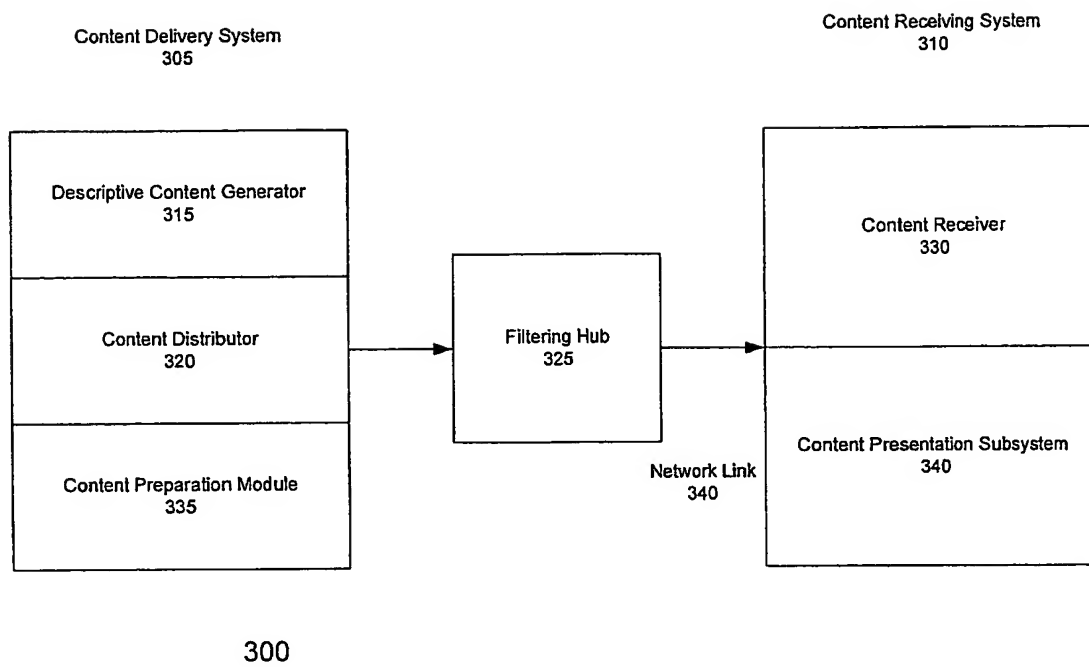 Content Delivery System
305
Content Receiving System
310
Descriptive Content Generator
315
Content Distributor
320
Content Preparation Module
335
Filtering Hub
325
Network Link
340
Content Receiver
330
Content Presentation Subsystem
340
300